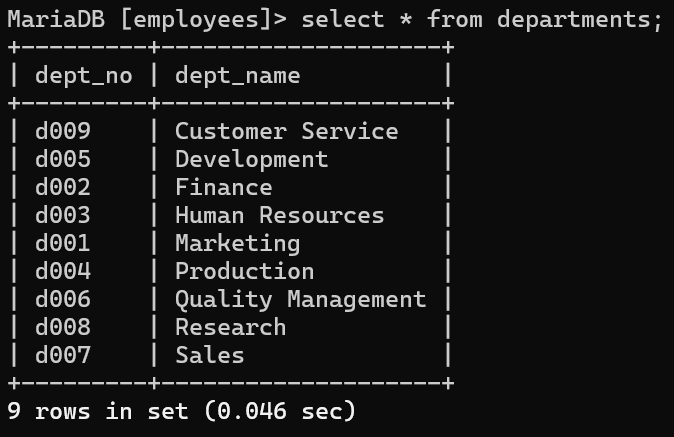 MariaDB [employees]> select * from departments;
+---------+--------------------+
| dept_no | dept_name          |
+---------+--------------------+
| d009    | Customer Service   |
| d005    | Development        |
| d002    | Finance            |
| d003    | Human Resources    |
| d001    | Marketing          |
| d004    | Production         |
| d006    | Quality Management |
| d008    | Research           |
| d007    | Sales              |
+---------+--------------------+
9 rows in set (0.046 sec)